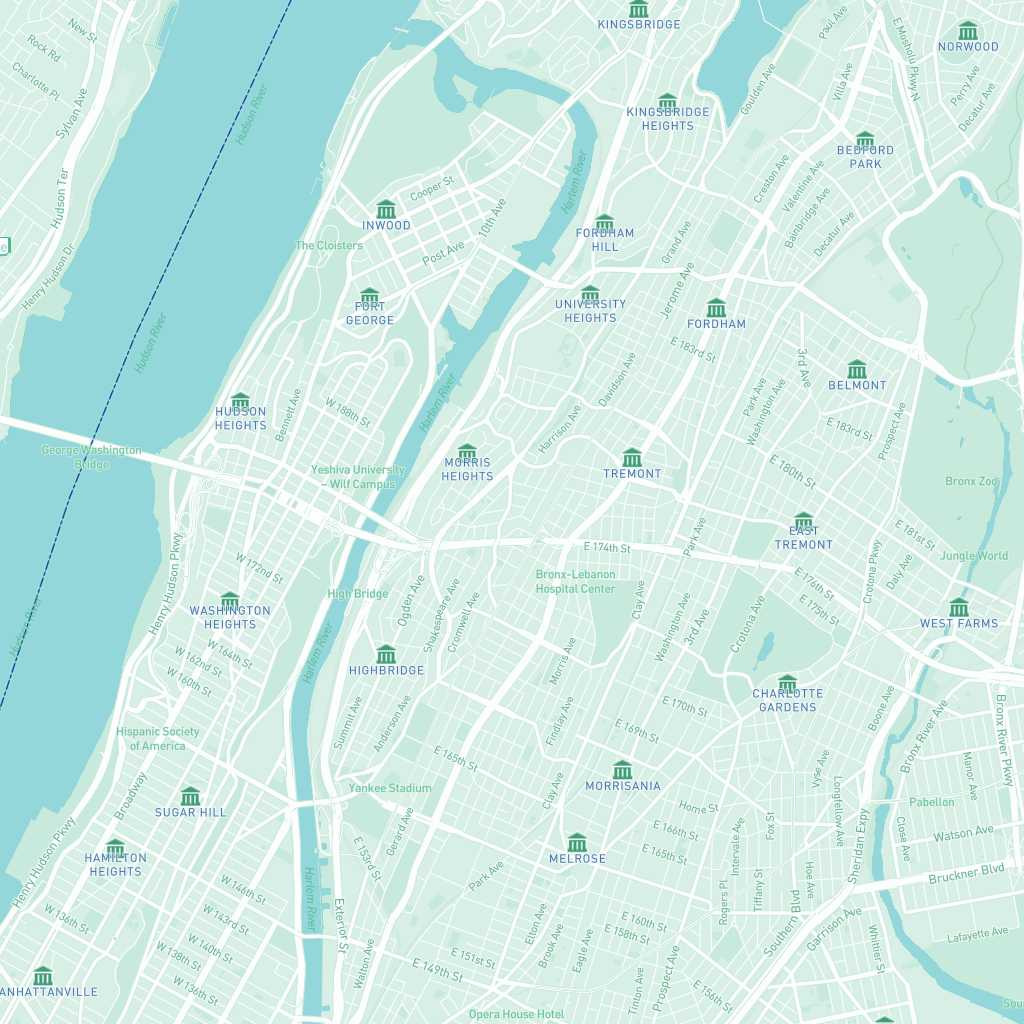 KINGSBRIDGE
New St
Rock Rd
Charlotte Pl
Sylvan Ave
Hudson River
Paul Ave
E Mosholu Pkwy N
NORWOOD
Perry Ave
Decatur Ave
Goulden Ave
Villa Ave
KINGSBRIDGE
HEIGHTS
BEDFORD
PARK
Hudson Ter
Henry Hudson Dr
Cooper St
INWOOD
The Cloisters
10th Ave
Post Ave
Harlem River
FORDHAM
HILL
Grand Ave
Creston Ave
Valentine Ave
Bainbridge Ave
Decatur Ave
FORT
GEORGE
UNIVERSITY
HEIGHTS
Jerome Ave
FORDHAM
Hudson River
E 183rd St
3rd Ave
BELMONT
HUDSON
HEIGHTS
Bennett Ave
W 188th St
Harlem River
Davidson Ave
Harrison Ave
Park Ave
Washington Ave
E 183rd St
Prospect Ave
George Washington
Bridge
Yeshiva University
– Wilf Campus
MORRIS
HEIGHTS
TREMONT
E 180th St
Bronx Zoo
EAST
TREMONT
E 181st St
Park Ave
E 174th St
Jungle World
Crotona Pkwy
Daly Ave
Henry Hudson Pkwy
W 172nd St
Bronx-Lebanon
Hospital Center
E 176th St
E 175th St
High Bridge
Ogden Ave
Shakespeare Ave
Cromwell Ave
Clay Ave
Washington Ave
3rd Ave
Crotona Ave
WASHINGTON
HEIGHTS
WEST FARMS
Hudson River
W 164th St
W 162nd St
W 160th St
Harlem River
HIGHBRIDGE
Morris Ave
CHARLOTTE
GARDENS
Boone Ave
Bronx River Ave
Bronx River Pkwy
Summit Ave
Anderson Ave
Findlay Ave
E 170th St
E 169th St
Hispanic Society
of America
E 165th St
Broadway
Yankee Stadium
Clay Ave
MORRISANIA
Vyse Ave
Longfellow Ave
Manor Ave
SUGAR HILL
Home St
Fox St
Pabellon
Gerard Ave
E 166th St
Intervale Ave
Sheridan Expy
Close Ave
Watson Ave
Henry Hudson Pkwy
HAMILTON
HEIGHTS
E 153rd St
MELROSE
E 165th St
Bruckner Blvd
Park Ave
Hoe Ave
Tiffany St
Rogers Pl
W 146th St
W 143rd St
W 136th St
Harlem River
Exterior St
Elton Ave
E 160th St
E 158th St
Southern Blvd
Garrison Ave
Lafayette Ave
Whittier St
W 140th St
W 138th St
W 136th St
Walton Ave
E 151st St
E 149th St
Brook Ave
Eagle Ave
Tinton Ave
Prospect Ave
E 156th St
ANHATTANVILLE
Opera House Hotel
Sou